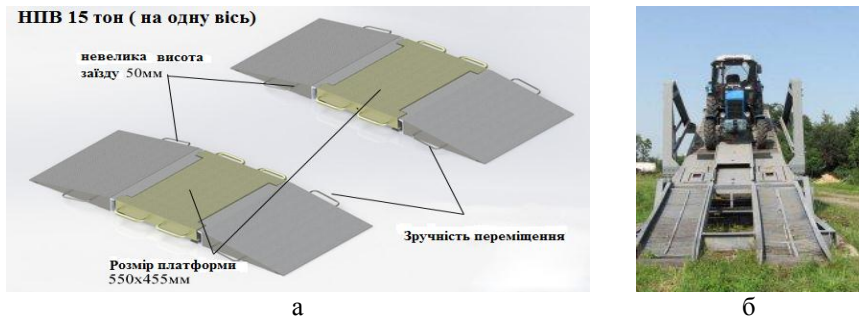 НПВ 15 тон ( на одну вісь)
невелика висота
заїзду 50мм
Зручність переміщення
Розмір платформи
550х455мм
а
б